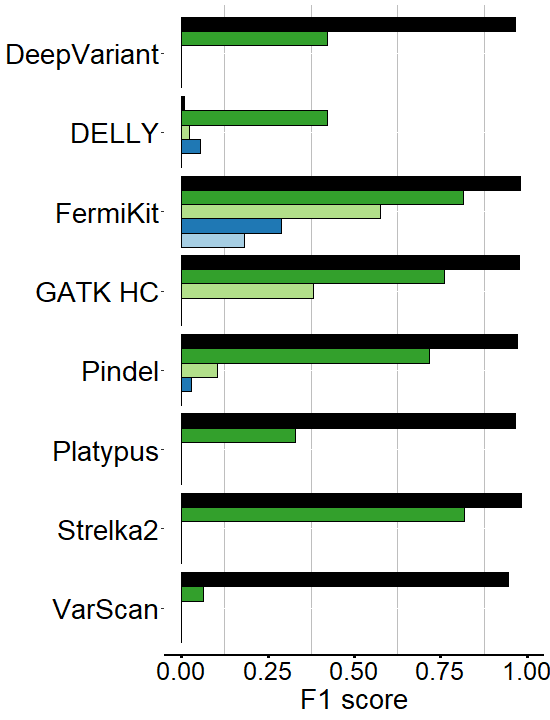 DeepVariant
DELLY
FermiKit
GATK HC
Pindel
Platypus
Strelka2
VarScan
0.00 0.25 0.50 0.75 1.00
F1 score